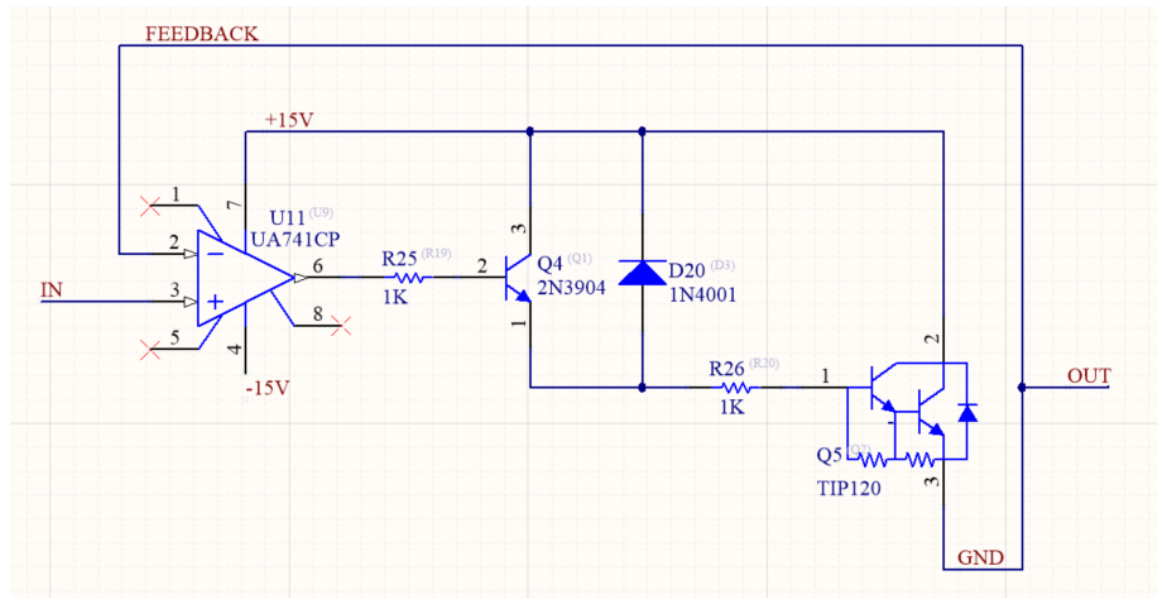 FEEDBACK
+15V
1
7
U11 (U9)
UA741CP
2
6
R25 (R19)
1K
2
3
Q4 (Q1)
2N3904
1
D20 (D3)
1N4001
IN
3
+
−
5
4
8
-15V
R26 (R20)
1K
1
2
OUT
Q5 (Q2)
TIP120
3
GND